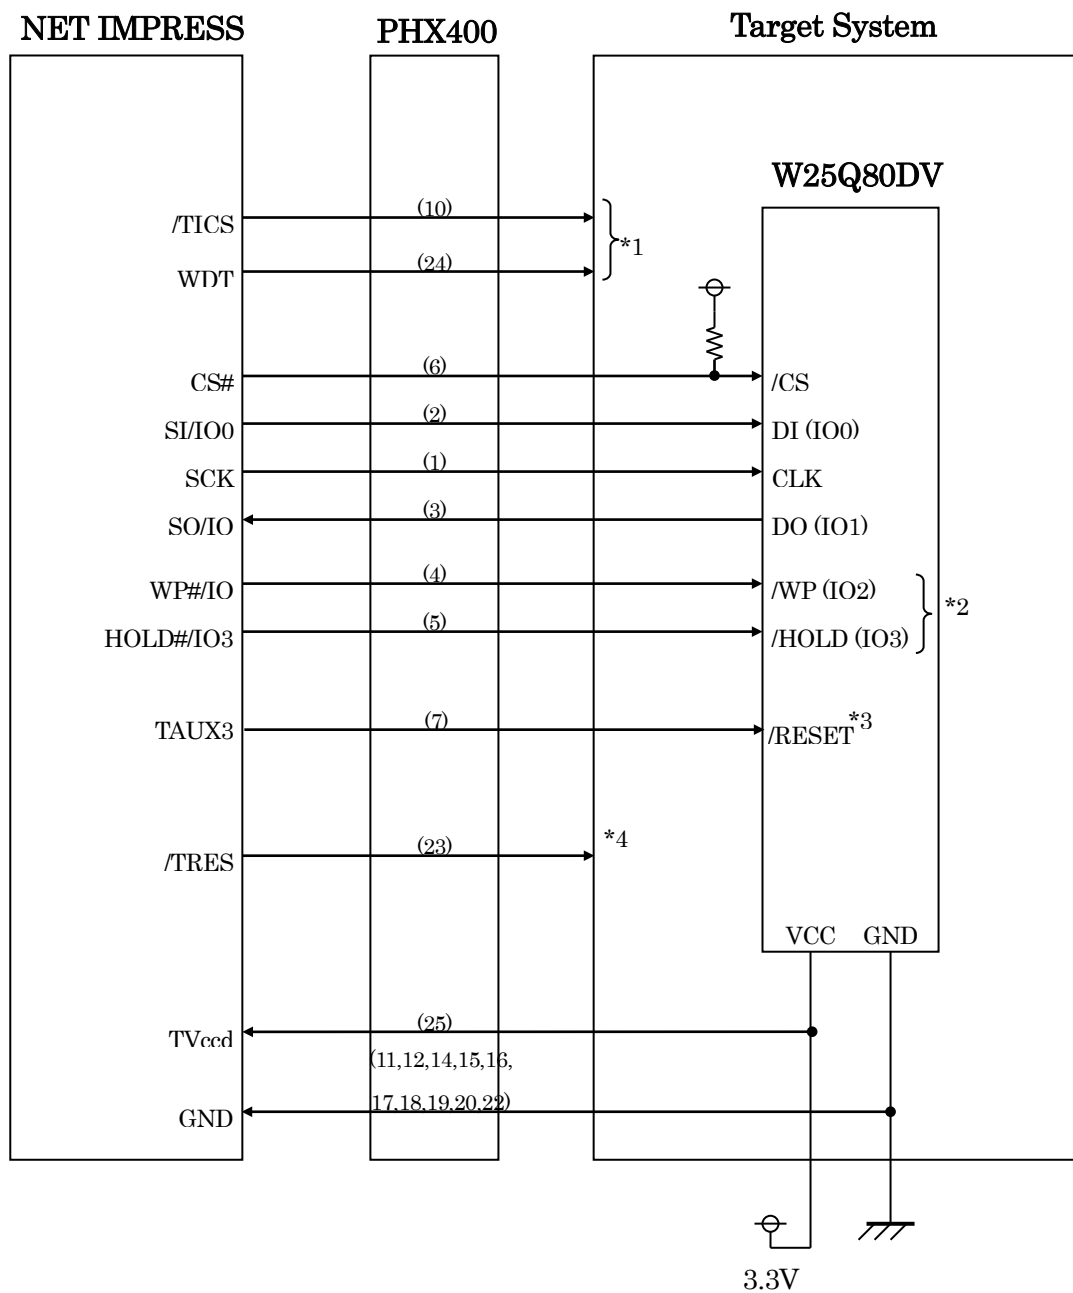 NET IMPRESS PHX400 Target System
W25Q80DV
/TICS (10)
*1
WDT (24)
CS# (6) /CS
SI/IO0 (2) DI (IO0)
SCK (1) CLK
SO/IO (3) DO (IO1)
WP#/IO (4) /WP (IO2)
*2
HOLD#/IO3 (5) /HOLD (IO3)
TAUX3 (7) /RESET*3
/TRES (23) *4
VCC GND
TVccd (25)
(11,12,14,15,16,
GND 17,18,19,20,22)
3.3V